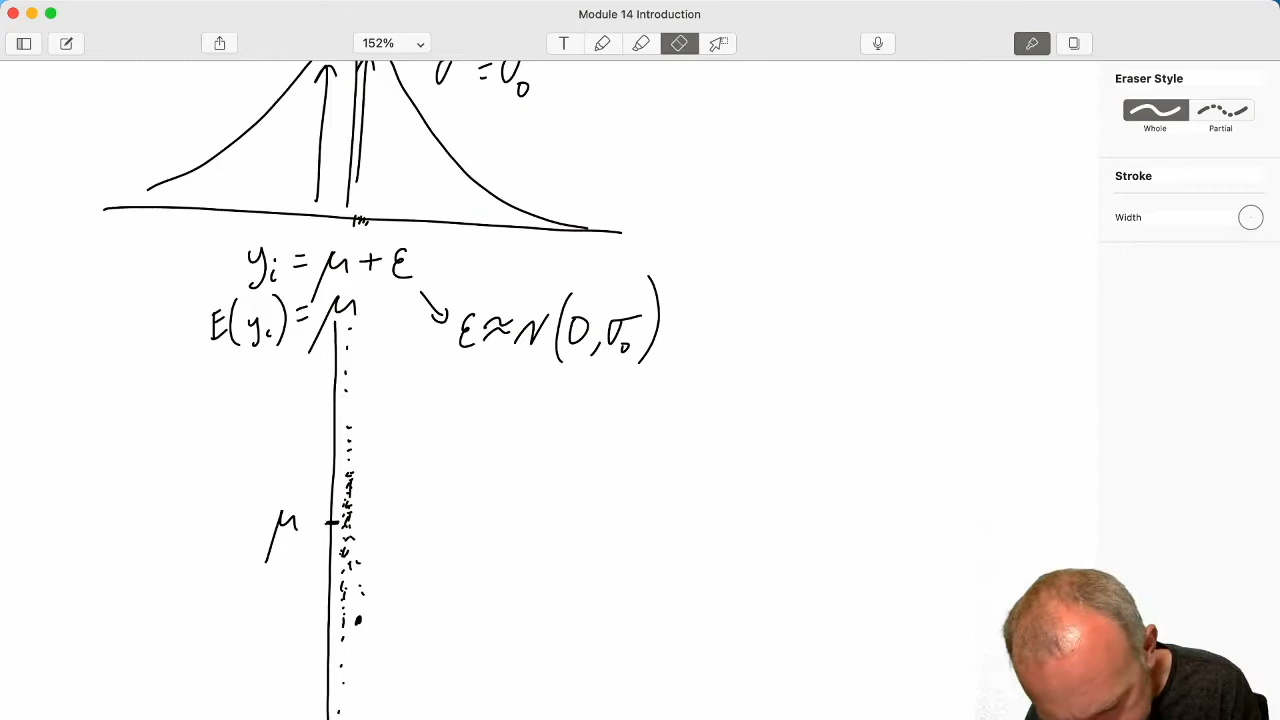 Module 14 Introduction
152%
T
Eraser Style
Whole Partial
Stroke
Width
σ = σ₀
yᵢ = μ + ε
E(yᵢ) = μ
ε ≈ N(0, σ₀)
μ